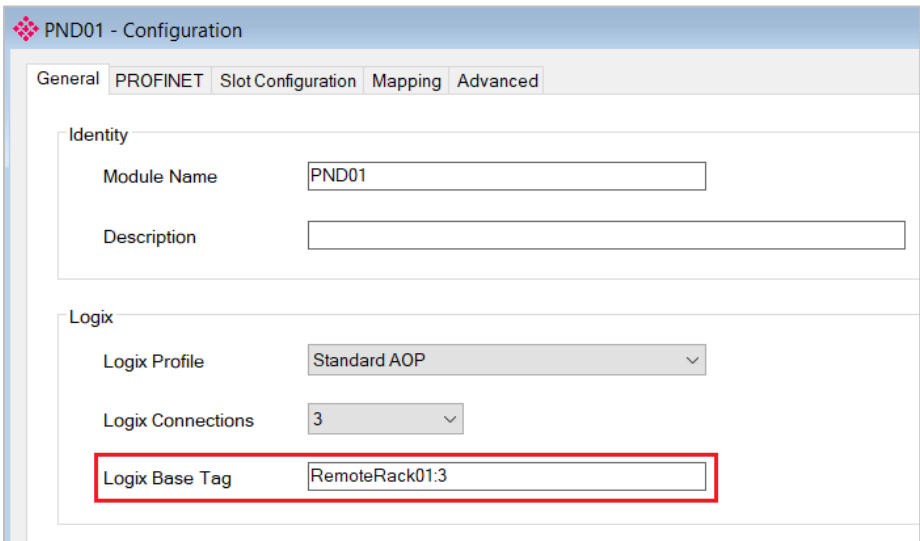 PND01 - Configuration
General PROFINET Slot Configuration Mapping Advanced
Identity
Module Name PND01
Description
Logix
Logix Profile Standard AOP
Logix Connections 3
Logix Base Tag RemoteRack01:3